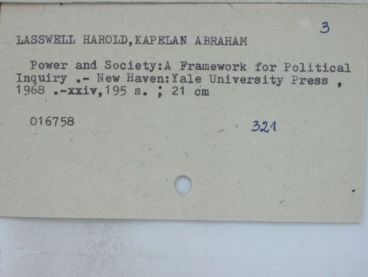 3
LASSWELL HAROLD,KAPELAN ABRAHAM
Power and Society:A Framework for Political
Inquiry .- New Haven:Yale University Press ,
1968 .-xxiv,195 s. ; 21 cm
016758
321